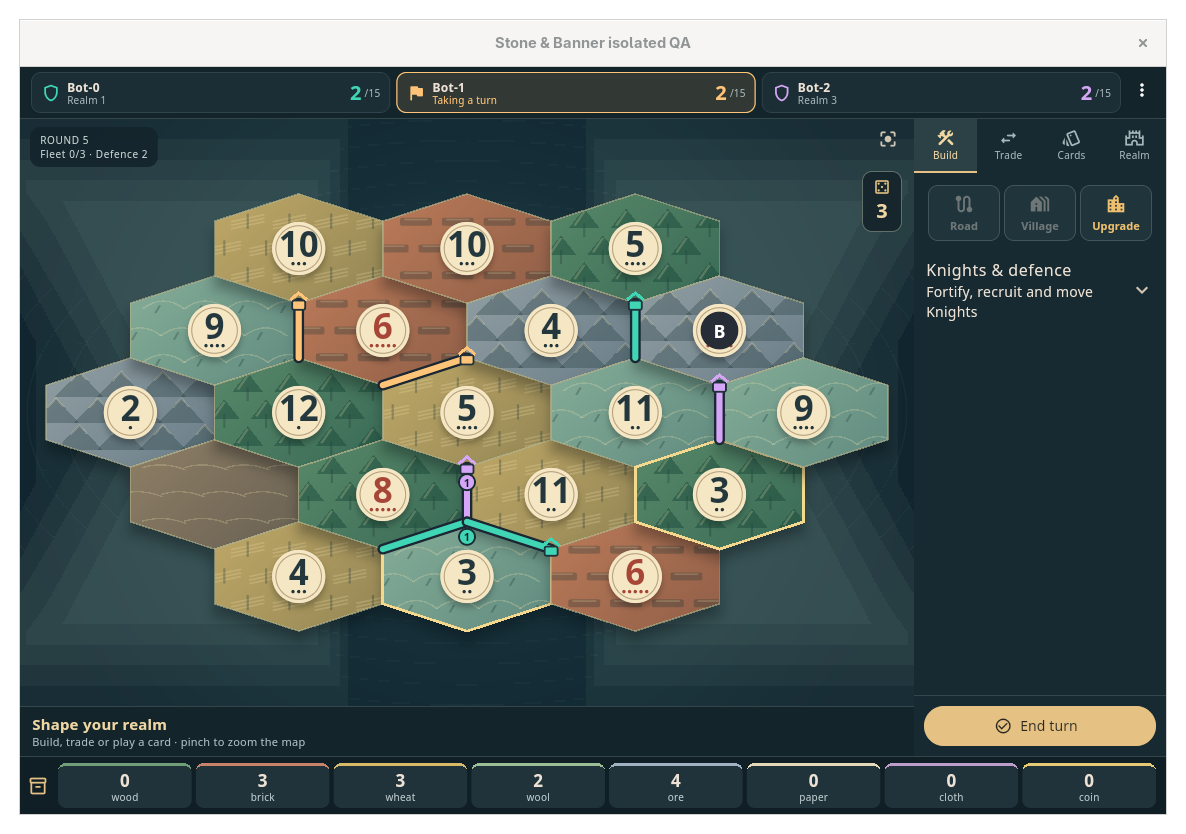 Stone & Banner isolated QA
Bot-0
Realm 1
2 /15
Bot-1
Taking a turn
2 /15
Bot-2
Realm 3
2 /15
ROUND 5
Fleet 0/3 · Defence 2
Build
Trade
Cards
Realm
3
Road
Village
Upgrade
Knights & defence
Fortify, recruit and move
Knights
10
10
5
9
6
4
B
2
12
5
11
9
8
1
11
3
1
4
3
6
Shape your realm
Build, trade or play a card · pinch to zoom the map
End turn
0
wood
3
brick
3
wheat
2
wool
4
ore
0
paper
0
cloth
0
coin